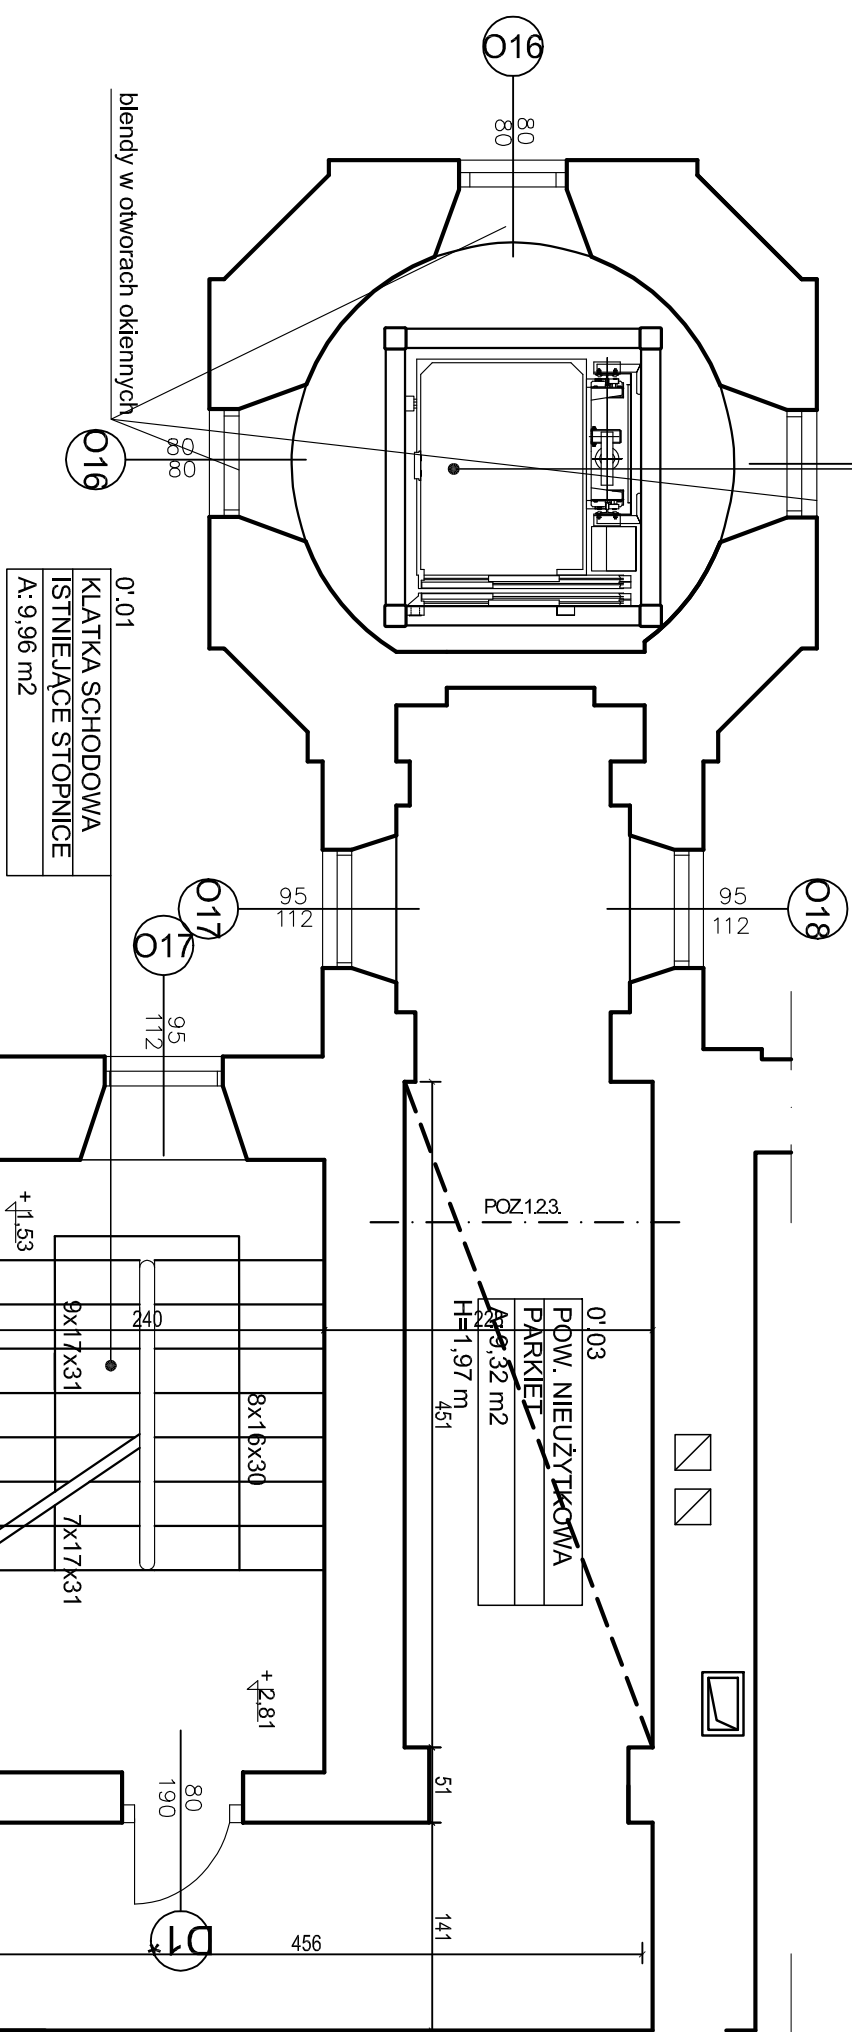 O16
80
80
blendy w otworach okiennych
O16
80
80
0'.01
KLATKA SCHODOWA
ISTNIEJĄCE STOPNICE
A: 9,96 m2
O17
95
112
95
112
O18
O17
95
112
+ 1,53
POZ.1.2.3.
0'.03
POW. NIEUŻYTKOWA
PARKIET
A: 9,32 m2
H=1,97 m
240
9x17x31
8x16x30
7x17x31
451
+ 2,81
51
80
190
D1*
141
456